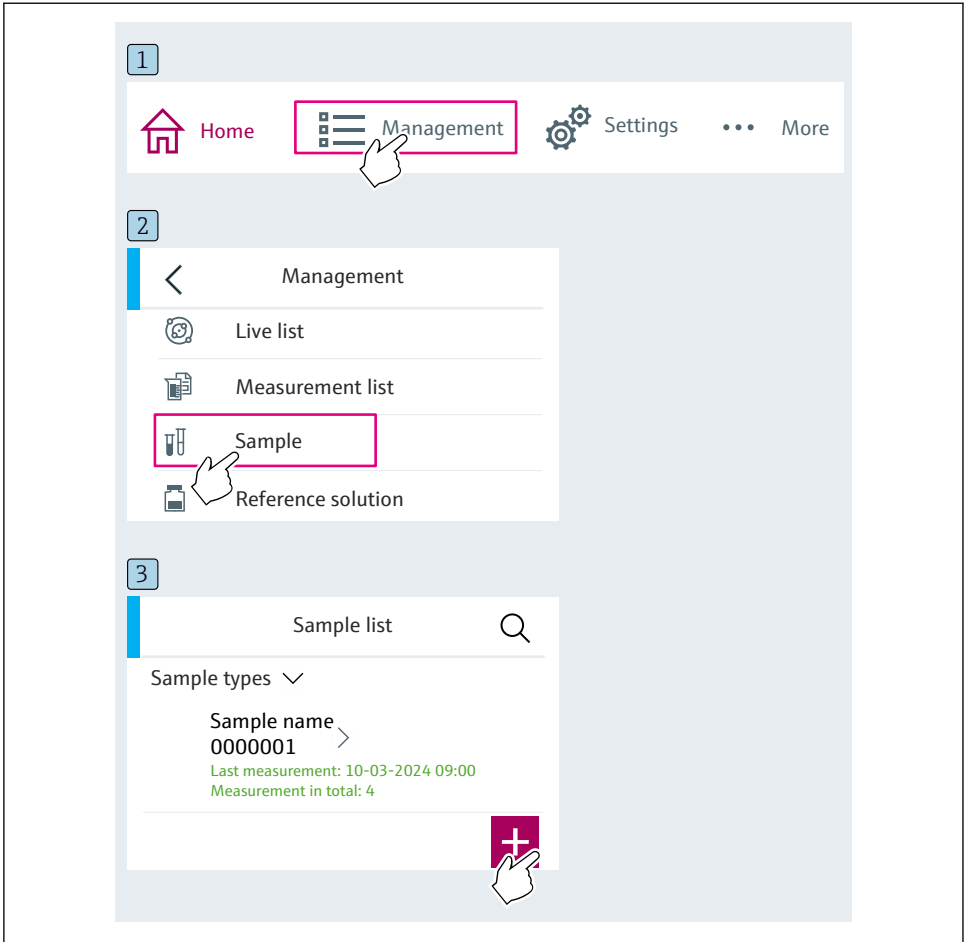 1
Home Management Settings ••• More
2
Management
Live list
Measurement list
Sample
Reference solution
3
Sample list
Sample types
Sample name
0000001
Last measurement: 10-03-2024 09:00
Measurement in total: 4
+